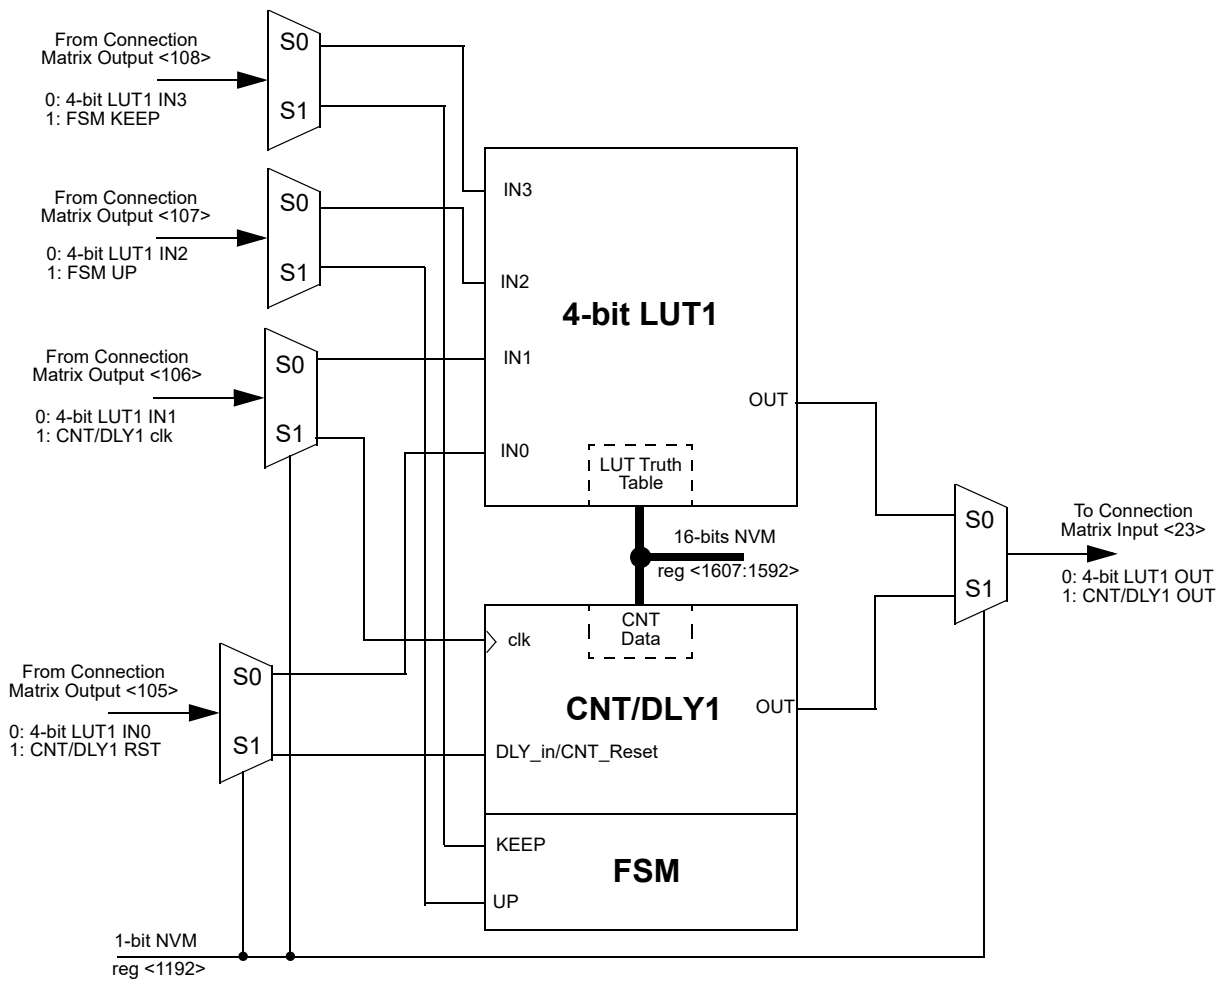 From Connection
Matrix Output <108>
0: 4-bit LUT1 IN3
1: FSM KEEP
S0
S1
From Connection
Matrix Output <107>
0: 4-bit LUT1 IN2
1: FSM UP
S0
S1
From Connection
Matrix Output <106>
0: 4-bit LUT1 IN1
1: CNT/DLY1 clk
S0
S1
From Connection
Matrix Output <105>
0: 4-bit LUT1 IN0
1: CNT/DLY1 RST
S0
S1
IN3
IN2
IN1
IN0
4-bit LUT1
OUT
LUT Truth
Table
16-bits NVM
reg <1607:1592>
CNT
Data
clk
CNT/DLY1
OUT
DLY_in/CNT_Reset
KEEP
FSM
UP
S0
S1
To Connection
Matrix Input <23>
0: 4-bit LUT1 OUT
1: CNT/DLY1 OUT
1-bit NVM
reg <1192>